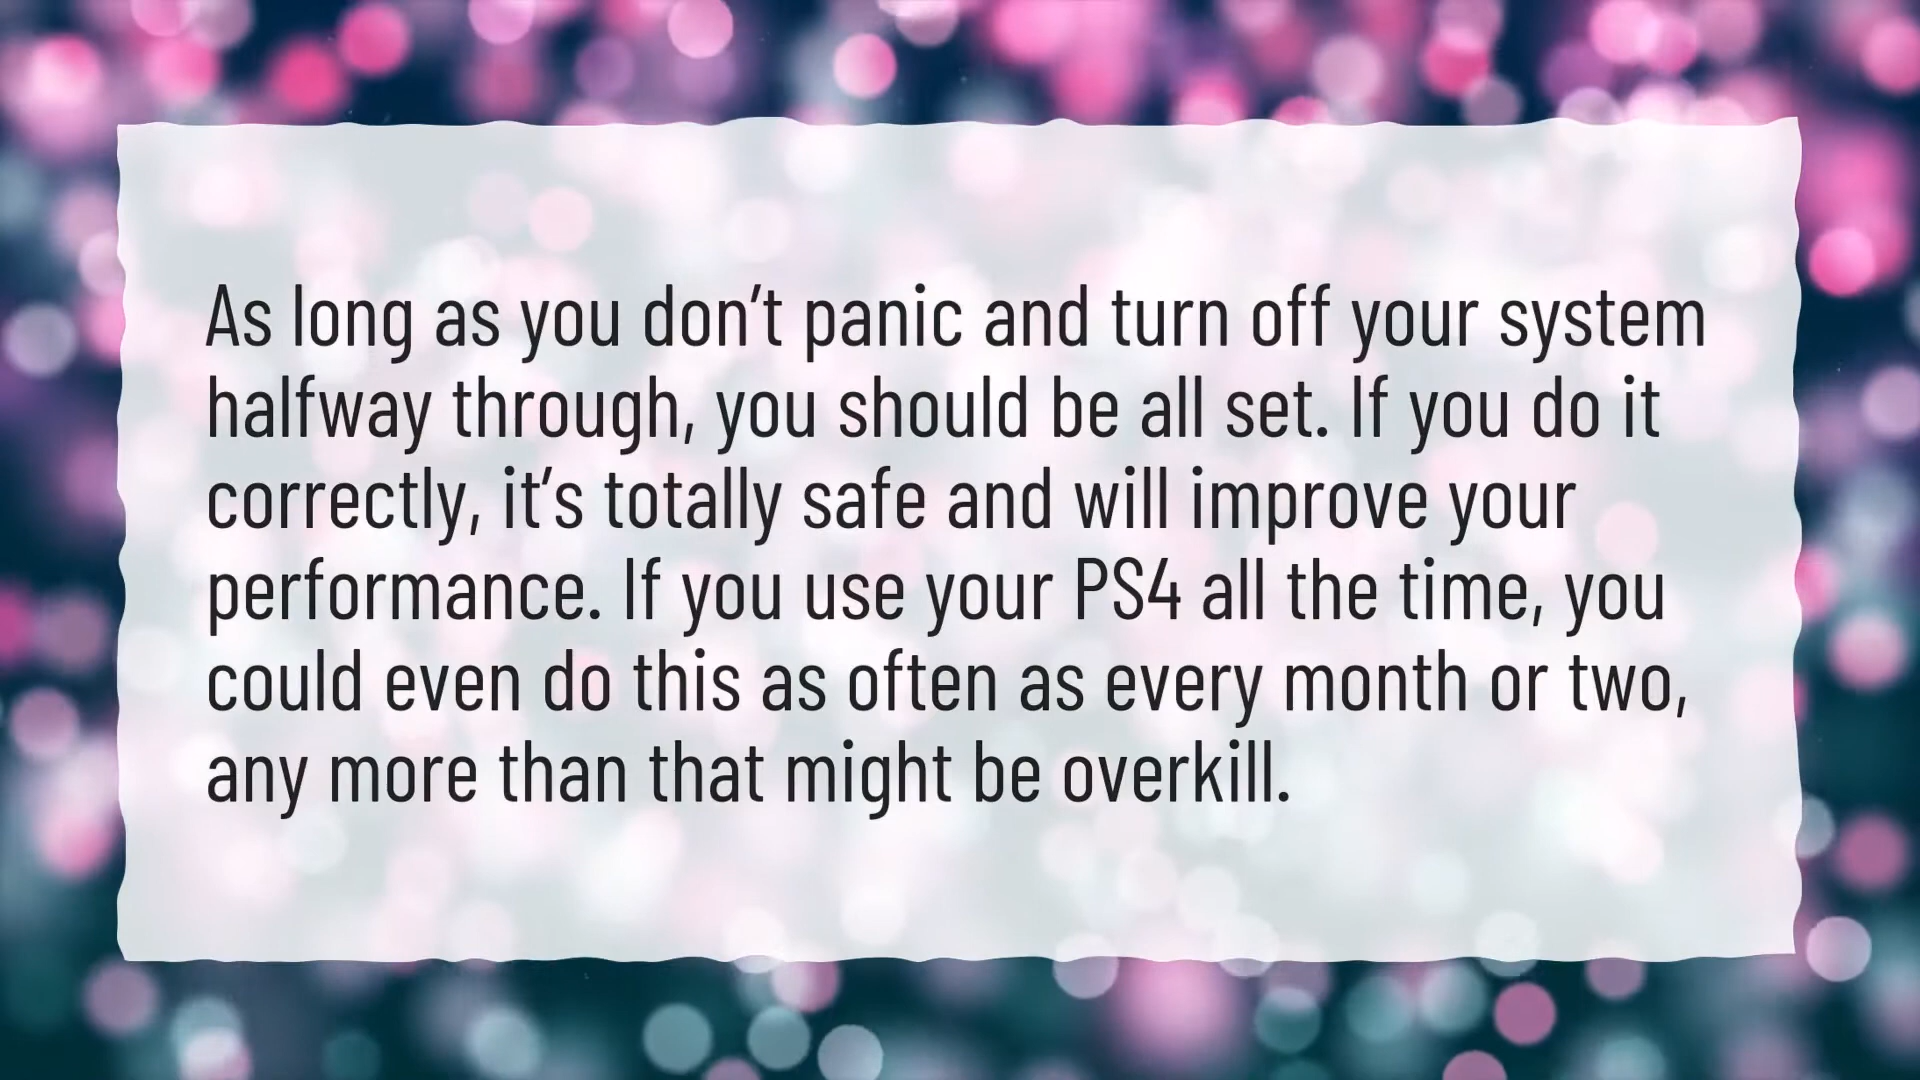 As long as you don’t panic and turn off your system
halfway through, you should be all set. If you do it
correctly, it’s totally safe and will improve your
performance. If you use your PS4 all the time, you
could even do this as often as every month or two,
any more than that might be overkill.